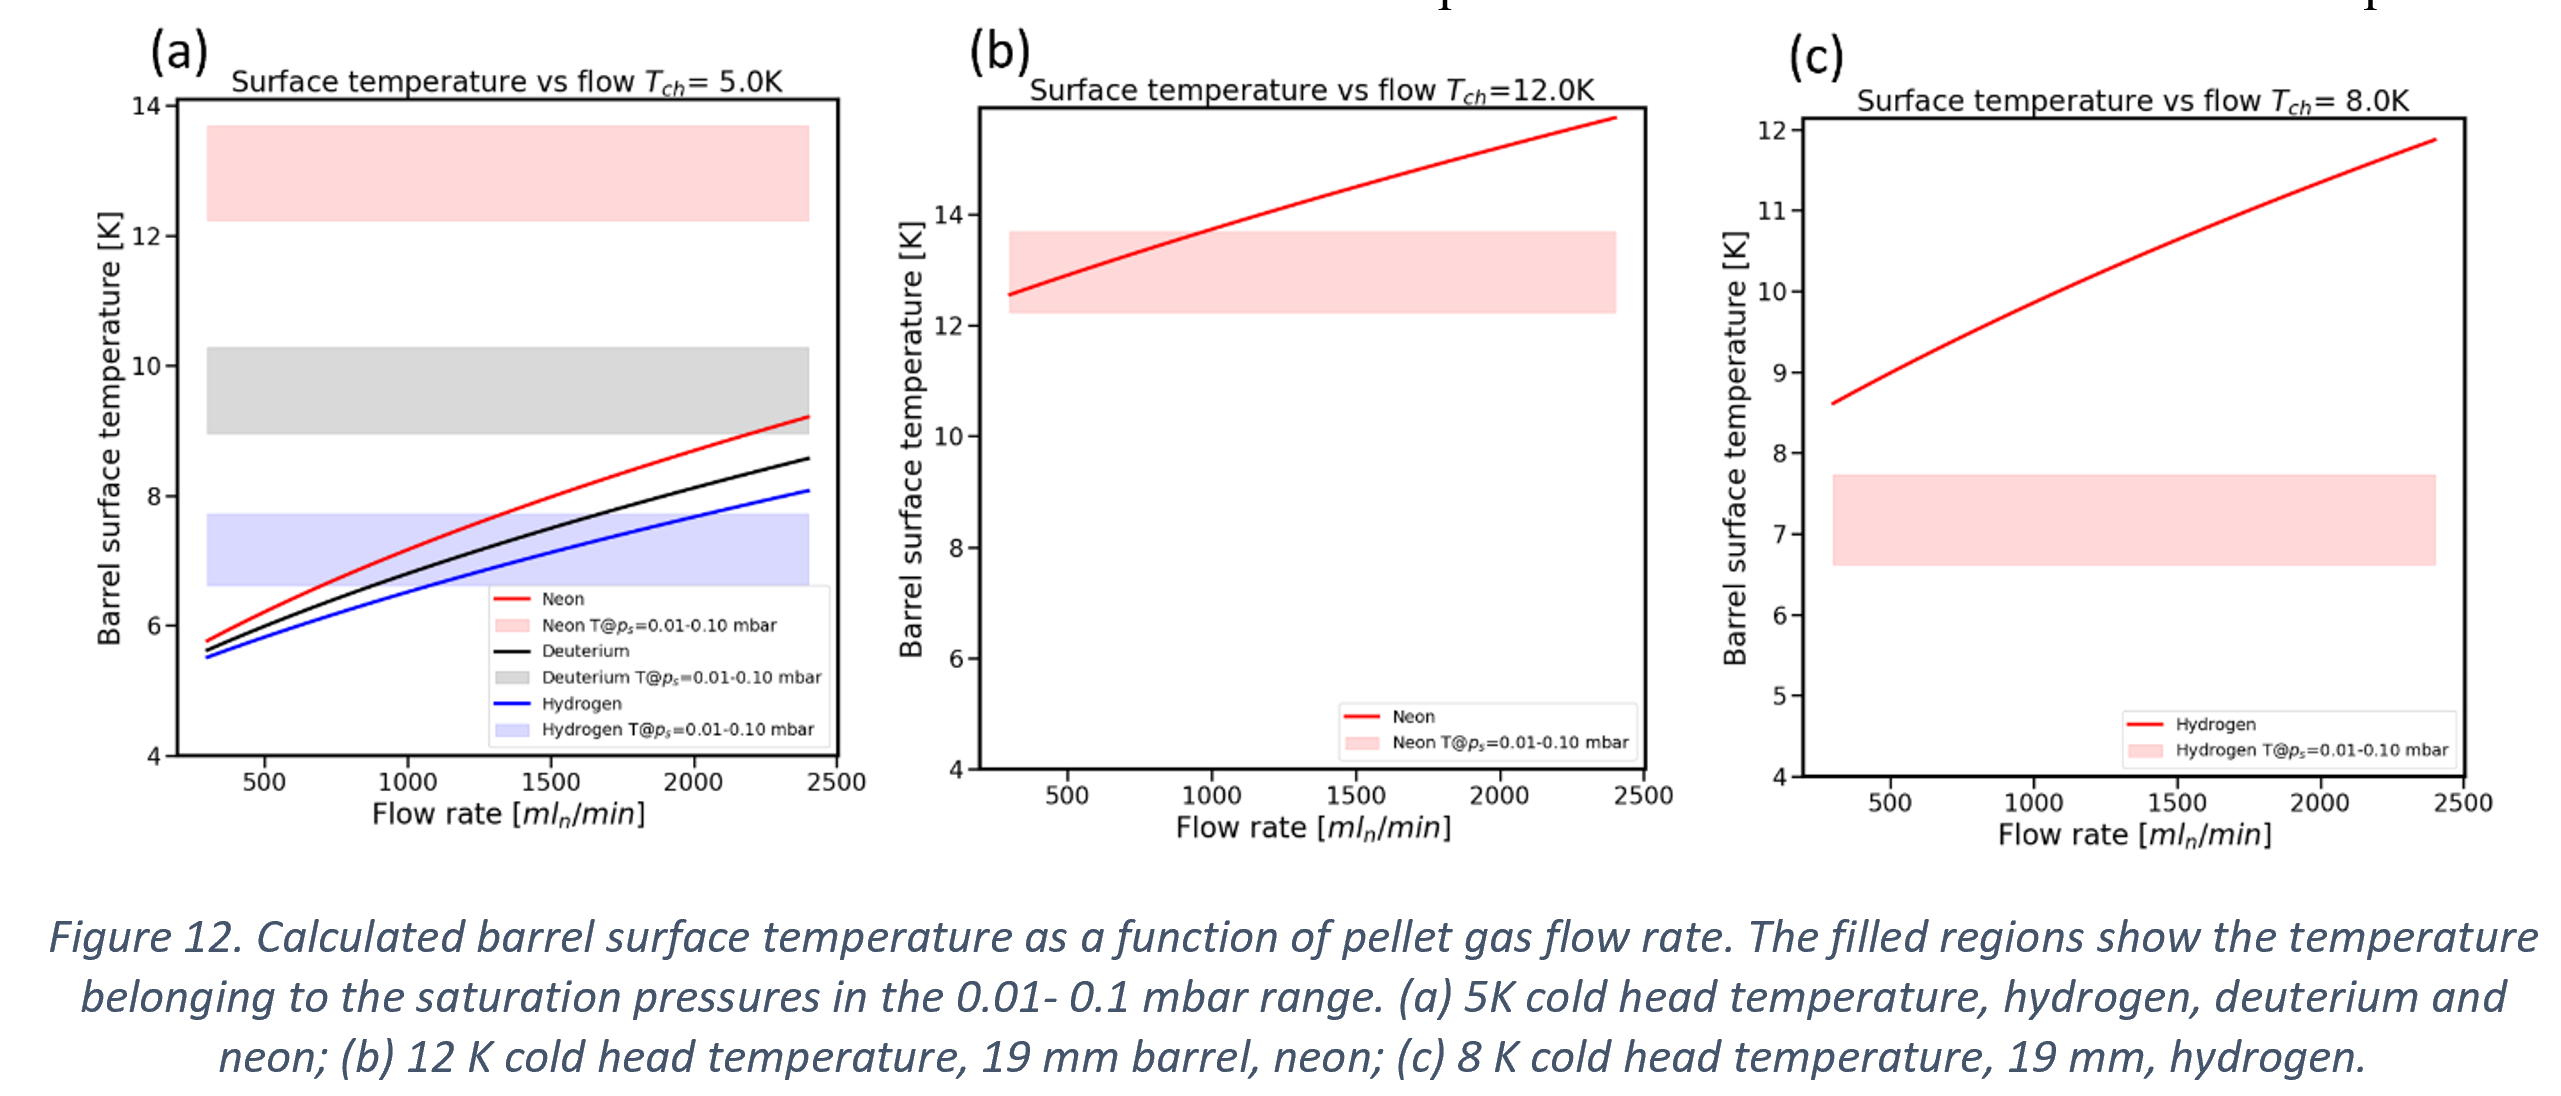 (a)
Surface temperature vs flow T_ch= 5.0K
Barrel surface temperature [K]
14
12
10
8
6
4
Neon
Neon T@p_s=0.01-0.10 mbar
Deuterium
Deuterium T@p_s=0.01-0.10 mbar
Hydrogen
Hydrogen T@p_s=0.01-0.10 mbar
500 1000 1500 2000 2500
Flow rate [ml_n/min]
(b)
Surface temperature vs flow T_ch=12.0K
Barrel surface temperature [K]
14
12
10
8
6
4
Neon
Neon T@p_s=0.01-0.10 mbar
500 1000 1500 2000 2500
Flow rate [ml_n/min]
(c)
Surface temperature vs flow T_ch= 8.0K
Barrel surface temperature [K]
12
11
10
9
8
7
6
5
4
Hydrogen
Hydrogen T@p_s=0.01-0.10 mbar
500 1000 1500 2000 2500
Flow rate [ml_n/min]
Figure 12. Calculated barrel surface temperature as a function of pellet gas flow rate. The filled regions show the temperature
belonging to the saturation pressures in the 0.01- 0.1 mbar range. (a) 5K cold head temperature, hydrogen, deuterium and
neon; (b) 12 K cold head temperature, 19 mm barrel, neon; (c) 8 K cold head temperature, 19 mm, hydrogen.